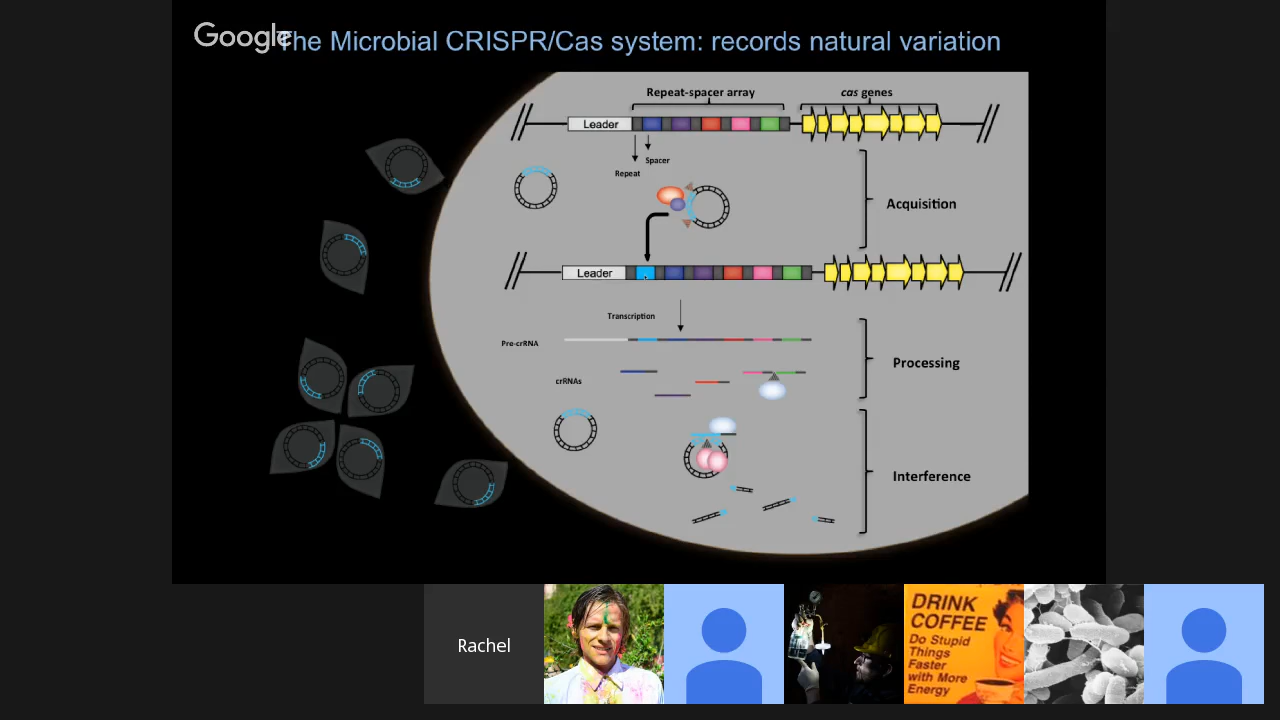 Google
The Microbial CRISPR/Cas system: records natural variation
Repeat-spacer array
cas genes
Leader
Spacer
Repeat
Acquisition
Leader
Transcription
Pre-crRNA
Processing
crRNAs
Interference
Rachel
DRINK
COFFEE
Do Stupid
Things
Faster
with More
Energy